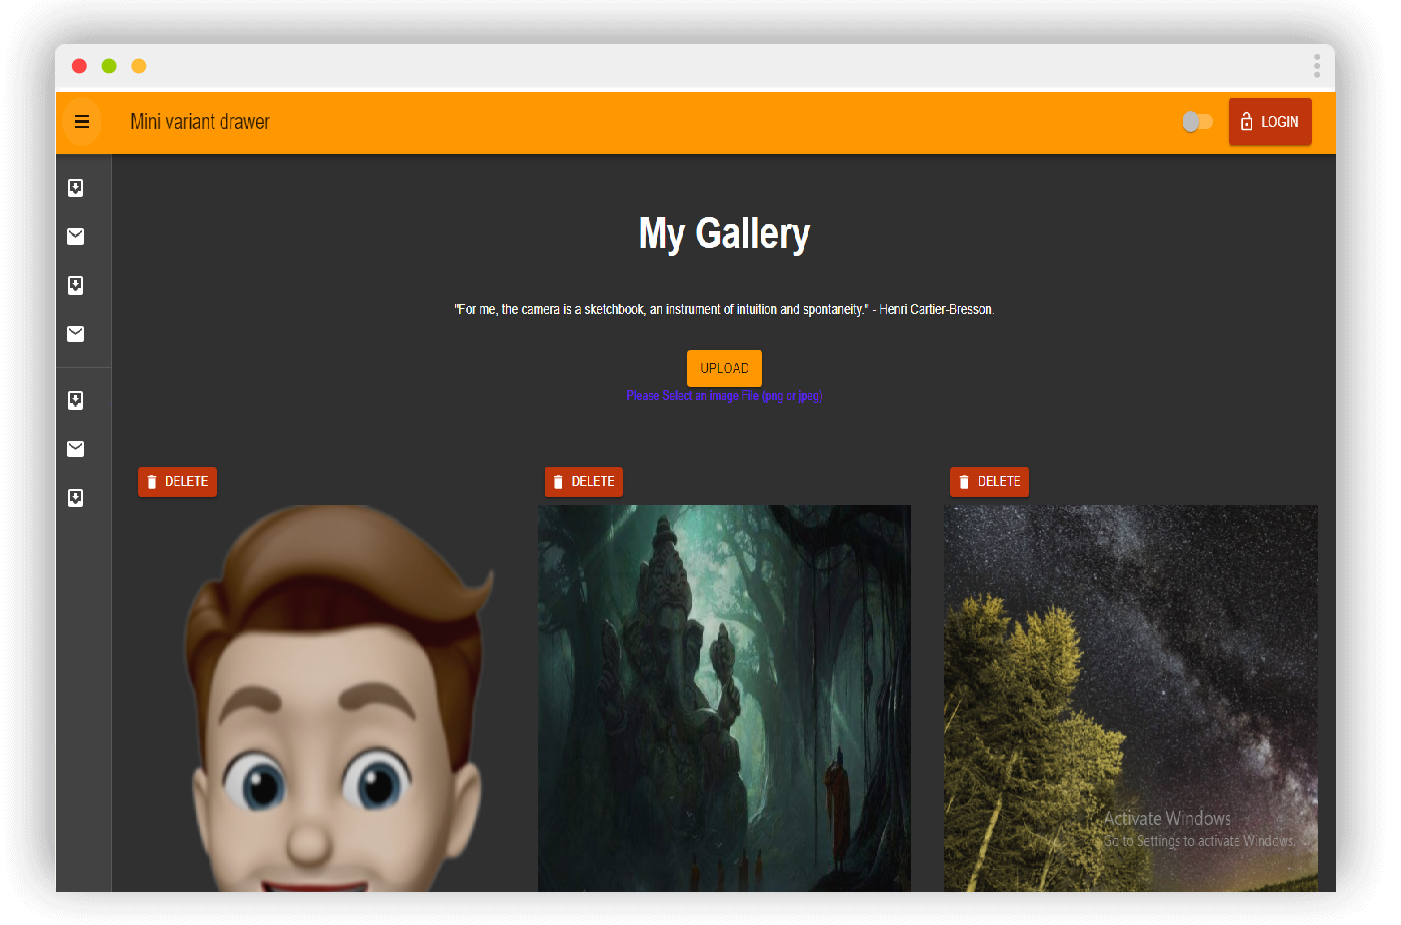 Mini variant drawer
LOGIN
My Gallery
"For me, the camera is a sketchbook, an instrument of intuition and spontaneity." - Henri Cartier-Bresson.
UPLOAD
Please Select an image File (png or jpeg)
DELETE
DELETE
DELETE
Activate Windows
Go to Settings to activate Windows.